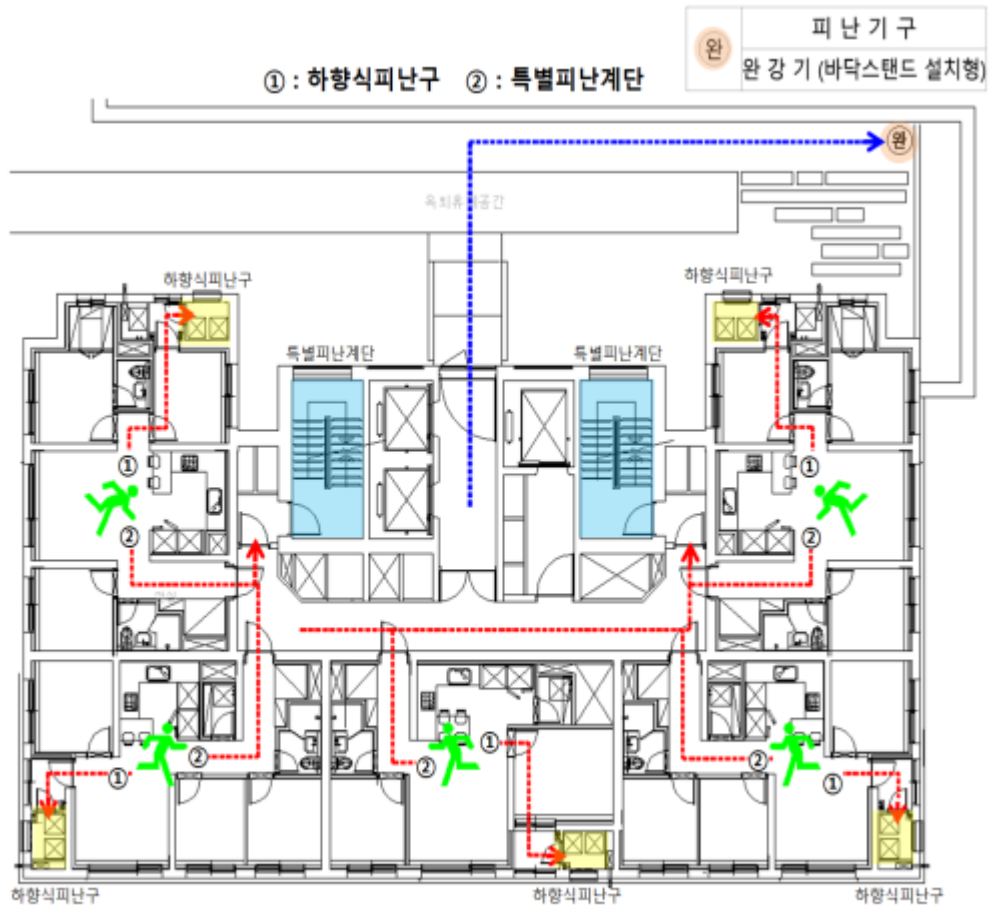 완
피 난 기 구
완 강 기 (바닥스탠드 설치형)
① : 하향식피난구 ② : 특별피난계단
완
하향식피난구
하향식피난구
특별피난계단
특별피난계단
①
①
②
②
①
②
②
①
②
①
하향식피난구
하향식피난구
하향식피난구